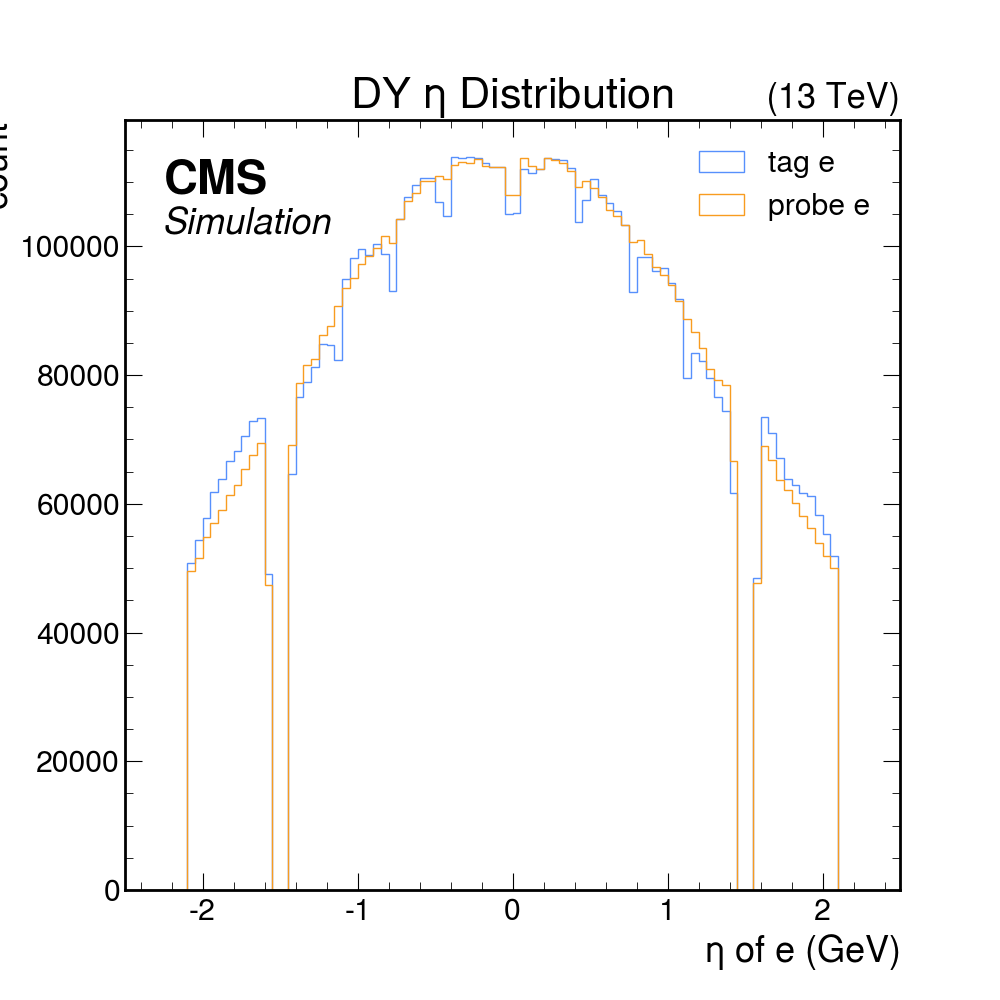 DY η Distribution (13 TeV)
CMS
Simulation
tag e
probe e
100000
80000
60000
40000
20000
0
-2 -1 0 1 2
η of e (GeV)